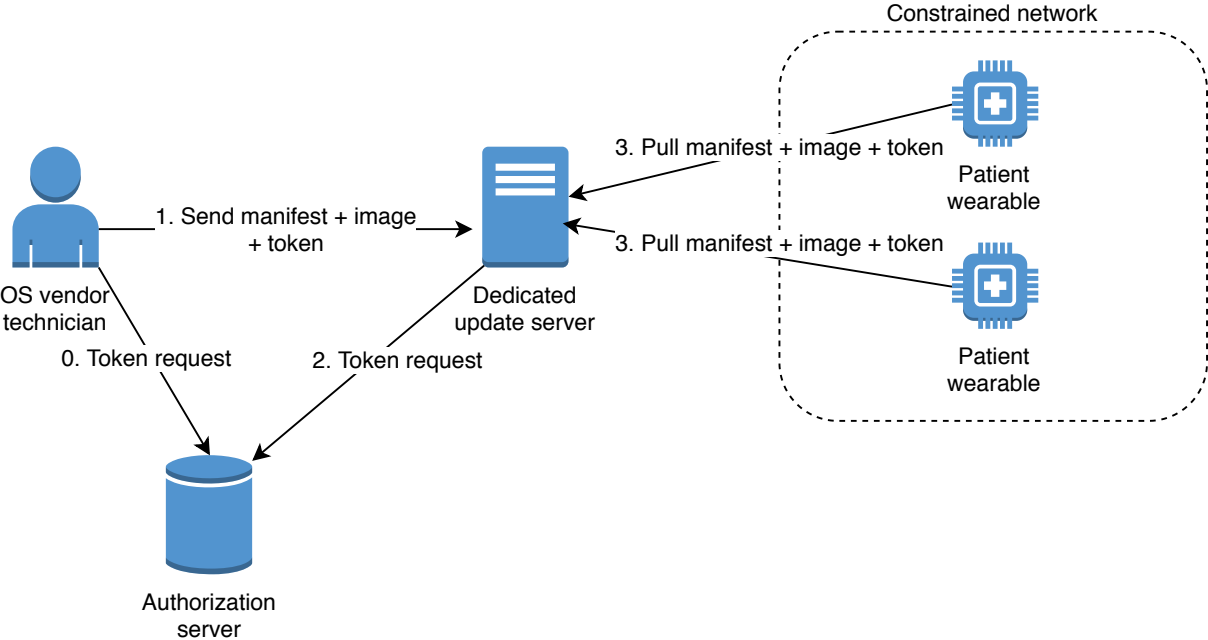 Constrained network
3. Pull manifest + image + token
Patient
wearable
1. Send manifest + image
+ token
3. Pull manifest + image + token
OS vendor
technician
Dedicated
update server
0. Token request
2. Token request
Patient
wearable
Authorization
server